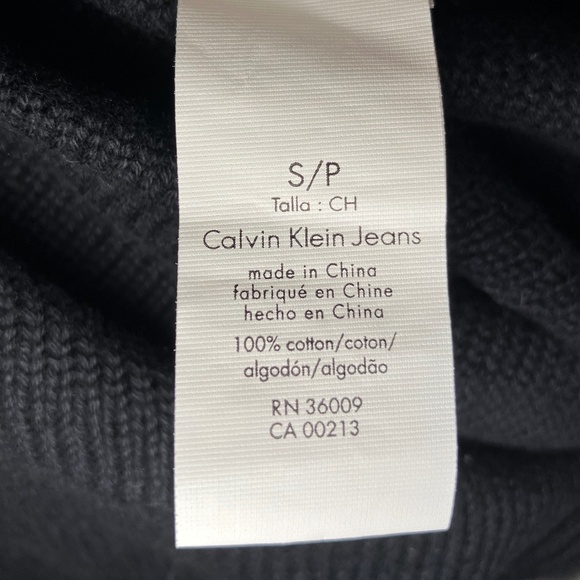 S/P
Talla : CH
Calvin Klein Jeans
made in China
fabriqué en Chine
hecho en China
100% cotton/coton/
algodón/algodão
RN 36009
CA 00213